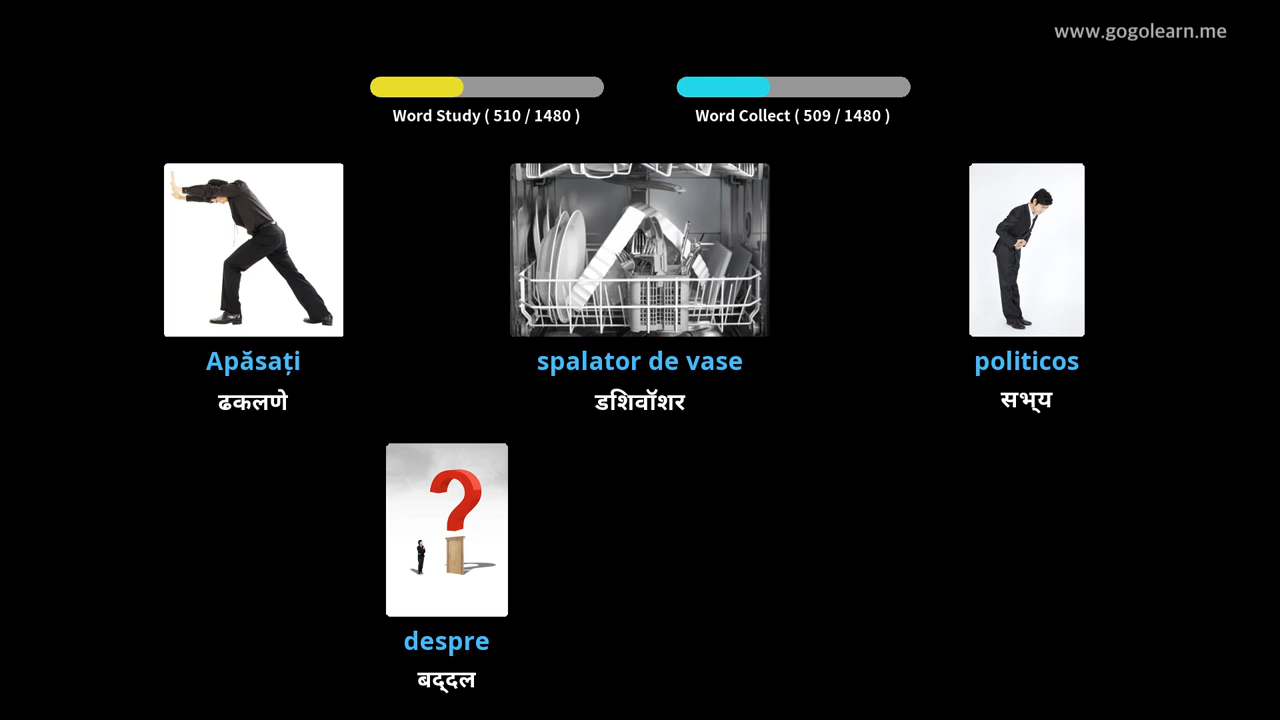 www.gogolearn.me
Word Study ( 510 / 1480 )
Word Collect ( 509 / 1480 )
Apăsați
spalator de vase
politicos
ढकलणे
डशिवॉशर
सभ्य
despre
बद्दल